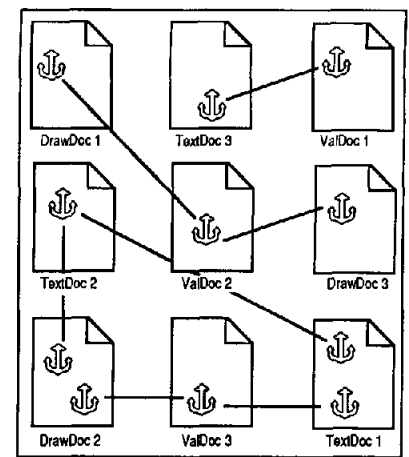 DrawDoc 1
TextDoc 3
ValDoc 1
TextDoc 2
ValDoc 2
DrawDoc 3
DrawDoc 2
ValDoc 3
TextDoc 1